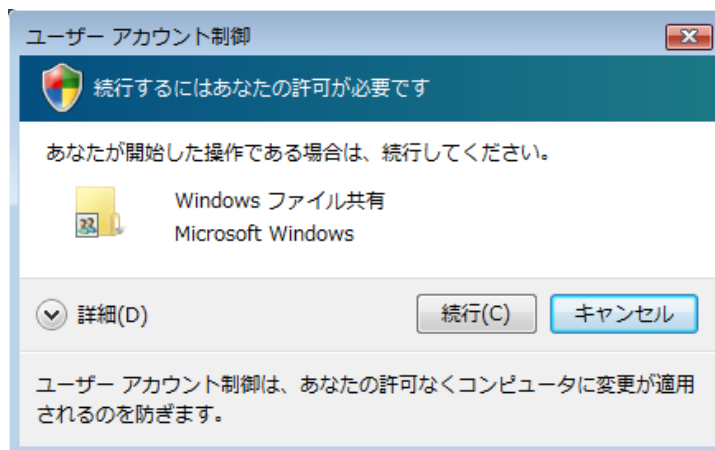 ユーザー アカウント制御
続行するにはあなたの許可が必要です
あなたが開始した操作である場合は、続行してください。
Windows ファイル共有
Microsoft Windows
詳細(D)
続行(C)
キャンセル
ユーザー アカウント制御は、あなたの許可なくコンピュータに変更が適用
されるのを防ぎます。